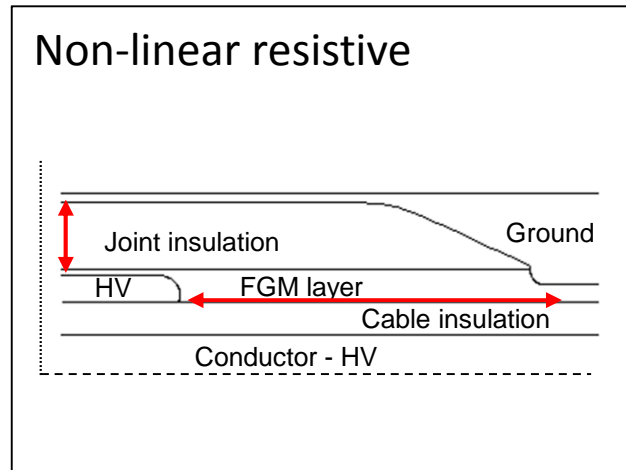 Non-linear resistive
Joint insulation
Ground
HV
FGM layer
Cable insulation
Conductor - HV